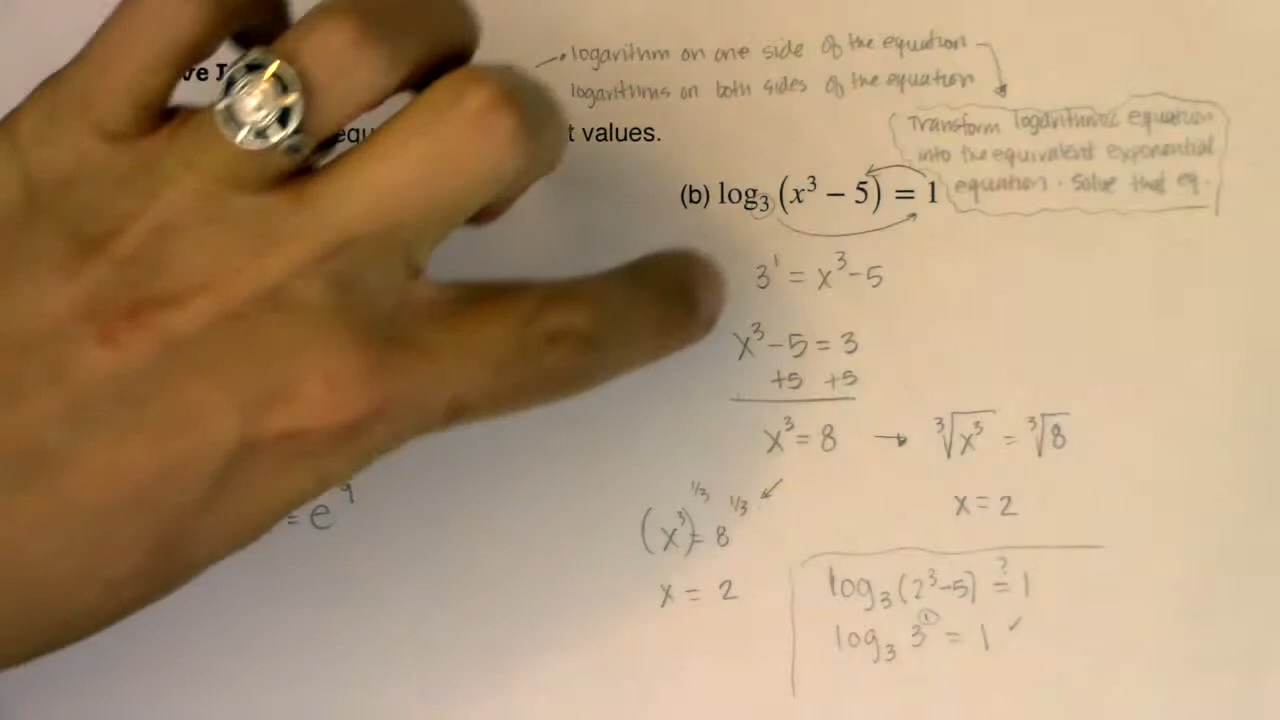 logarithm on one side of the equation
logarithms on both sides of the equation
Transform logarithmic equation
into the equivalent exponential
equation. Solve that eq.
t values.
(b) log₃ (x³ − 5) = 1
3¹ = x³-5
x³-5 = 3
+5 +5
x³ = 8 → ∛x³ = ∛8
(x³)^1/3 = 8^1/3
x = 2
x = 2
= e⁹
log₃(2³-5) ≟ 1
log₃ 3¹ = 1 ✓